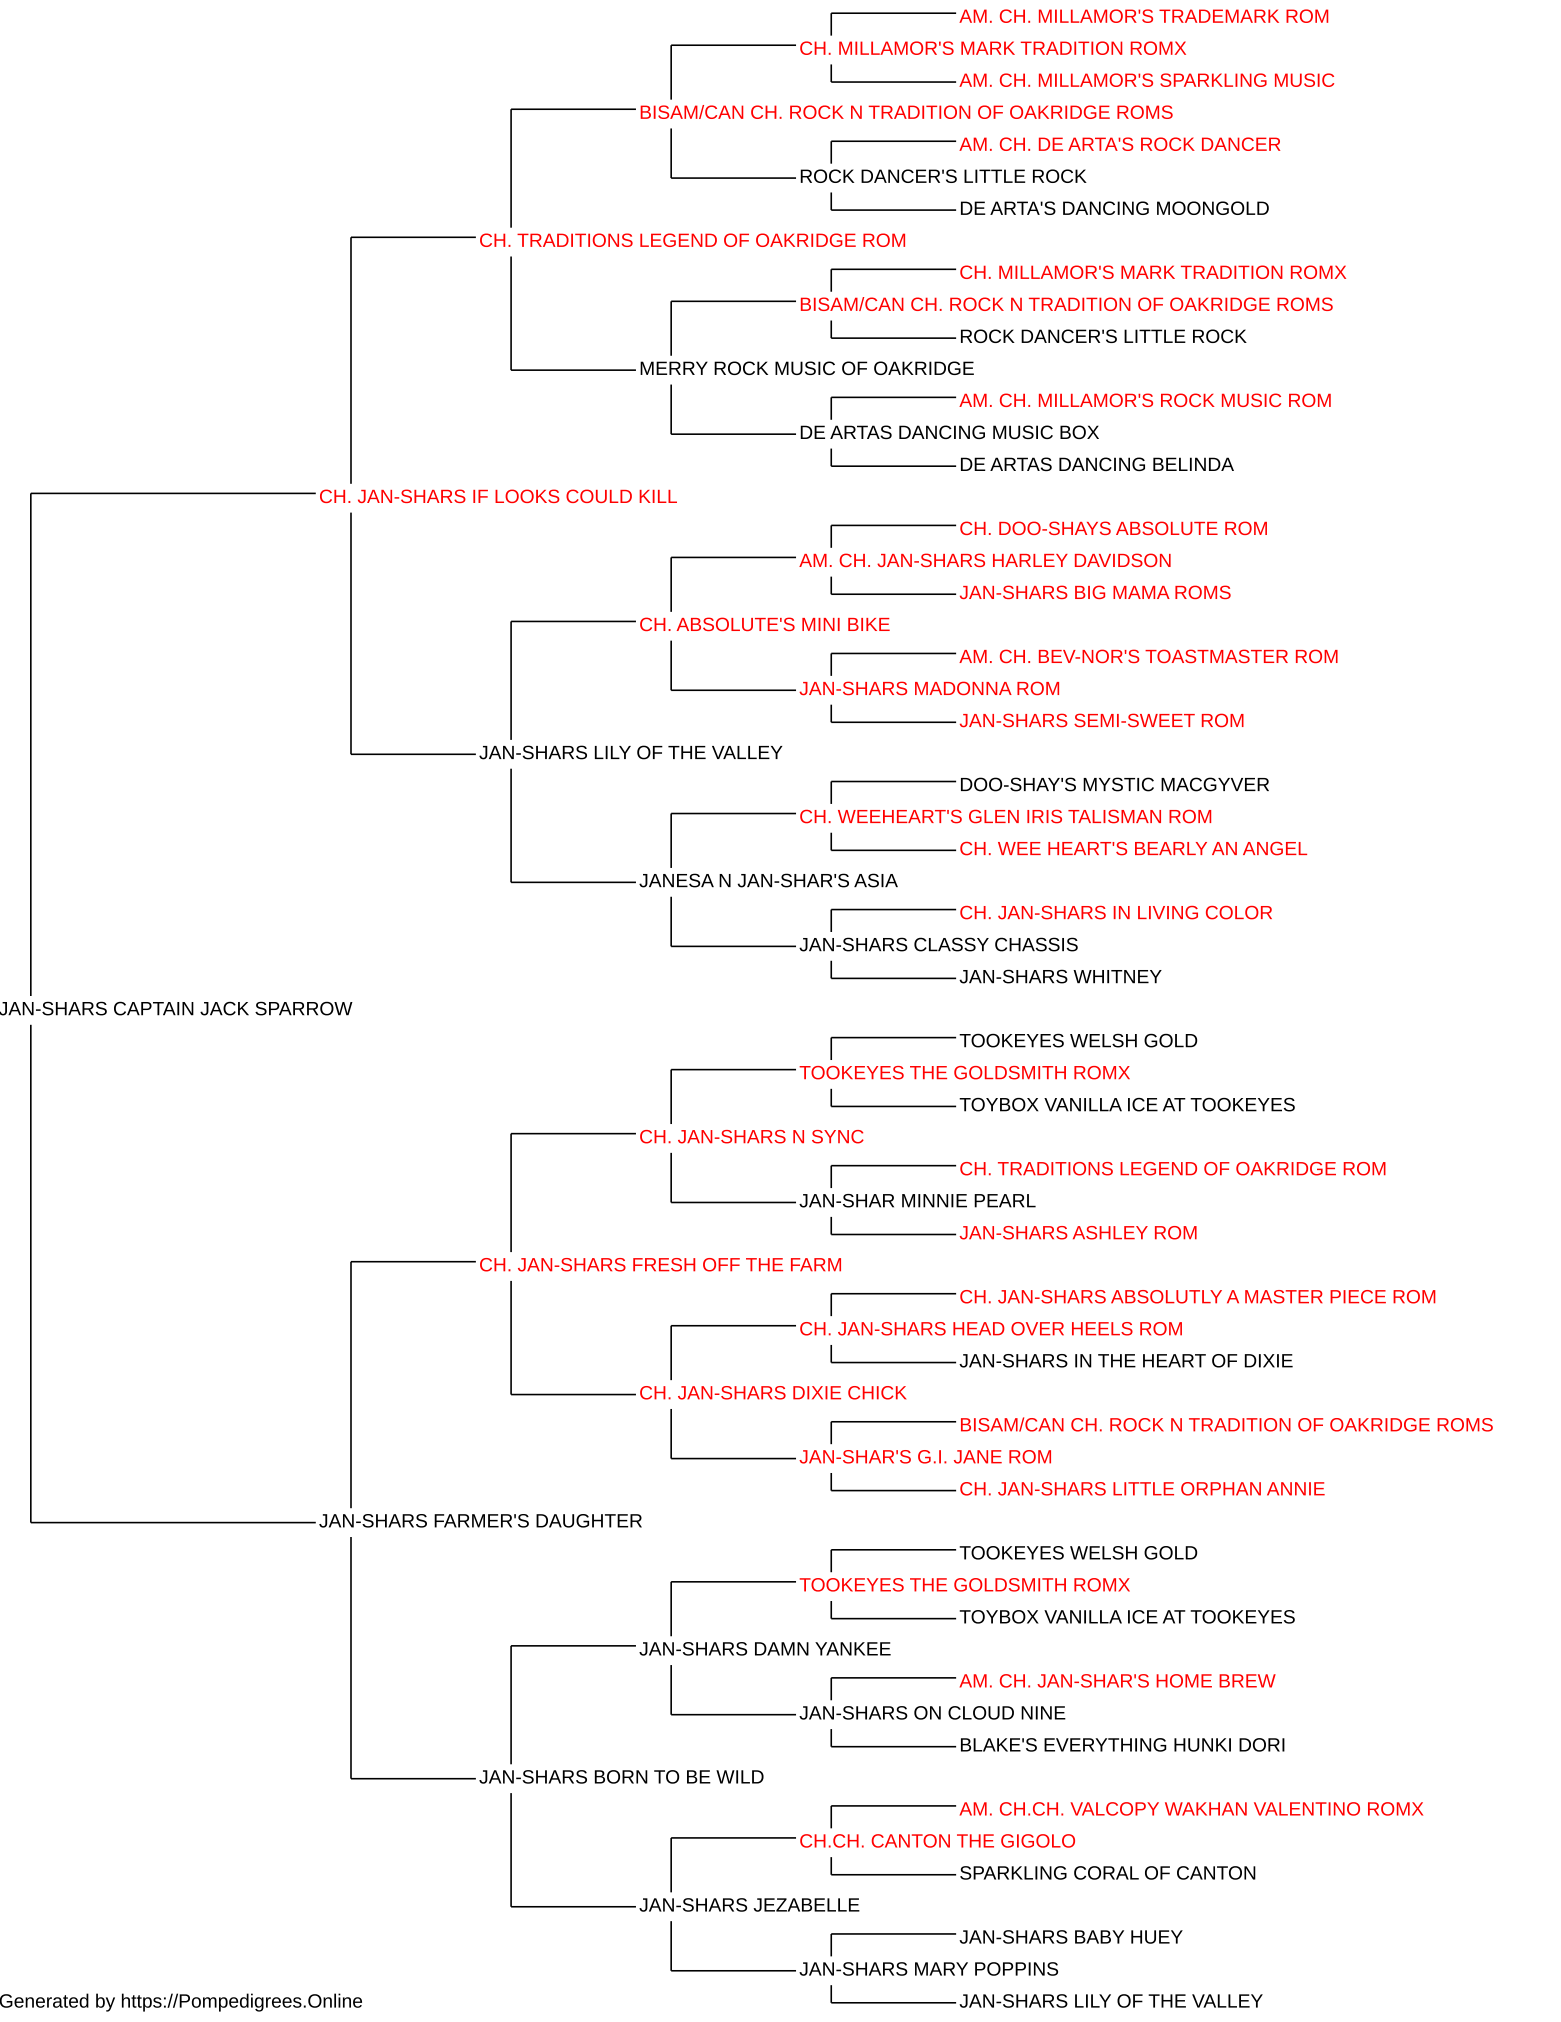 AM. CH. MILLAMOR'S TRADEMARK ROM
CH. MILLAMOR'S MARK TRADITION ROMX
AM. CH. MILLAMOR'S SPARKLING MUSIC
BISAM/CAN CH. ROCK N TRADITION OF OAKRIDGE ROMS
AM. CH. DE ARTA'S ROCK DANCER
ROCK DANCER'S LITTLE ROCK
DE ARTA'S DANCING MOONGOLD
CH. TRADITIONS LEGEND OF OAKRIDGE ROM
CH. MILLAMOR'S MARK TRADITION ROMX
BISAM/CAN CH. ROCK N TRADITION OF OAKRIDGE ROMS
ROCK DANCER'S LITTLE ROCK
MERRY ROCK MUSIC OF OAKRIDGE
AM. CH. MILLAMOR'S ROCK MUSIC ROM
DE ARTAS DANCING MUSIC BOX
DE ARTAS DANCING BELINDA
CH. JAN-SHARS IF LOOKS COULD KILL
CH. DOO-SHAYS ABSOLUTE ROM
AM. CH. JAN-SHARS HARLEY DAVIDSON
JAN-SHARS BIG MAMA ROMS
CH. ABSOLUTE'S MINI BIKE
AM. CH. BEV-NOR'S TOASTMASTER ROM
JAN-SHARS MADONNA ROM
JAN-SHARS SEMI-SWEET ROM
JAN-SHARS LILY OF THE VALLEY
DOO-SHAY'S MYSTIC MACGYVER
CH. WEEHEART'S GLEN IRIS TALISMAN ROM
CH. WEE HEART'S BEARLY AN ANGEL
JANESA N JAN-SHAR'S ASIA
CH. JAN-SHARS IN LIVING COLOR
JAN-SHARS CLASSY CHASSIS
JAN-SHARS WHITNEY
JAN-SHARS CAPTAIN JACK SPARROW
TOOKEYES WELSH GOLD
TOOKEYES THE GOLDSMITH ROMX
TOYBOX VANILLA ICE AT TOOKEYES
CH. JAN-SHARS N SYNC
CH. TRADITIONS LEGEND OF OAKRIDGE ROM
JAN-SHAR MINNIE PEARL
JAN-SHARS ASHLEY ROM
CH. JAN-SHARS FRESH OFF THE FARM
CH. JAN-SHARS ABSOLUTLY A MASTER PIECE ROM
CH. JAN-SHARS HEAD OVER HEELS ROM
JAN-SHARS IN THE HEART OF DIXIE
CH. JAN-SHARS DIXIE CHICK
BISAM/CAN CH. ROCK N TRADITION OF OAKRIDGE ROMS
JAN-SHAR'S G.I. JANE ROM
CH. JAN-SHARS LITTLE ORPHAN ANNIE
JAN-SHARS FARMER'S DAUGHTER
TOOKEYES WELSH GOLD
TOOKEYES THE GOLDSMITH ROMX
TOYBOX VANILLA ICE AT TOOKEYES
JAN-SHARS DAMN YANKEE
AM. CH. JAN-SHAR'S HOME BREW
JAN-SHARS ON CLOUD NINE
BLAKE'S EVERYTHING HUNKI DORI
JAN-SHARS BORN TO BE WILD
AM. CH.CH. VALCOPY WAKHAN VALENTINO ROMX
CH.CH. CANTON THE GIGOLO
SPARKLING CORAL OF CANTON
JAN-SHARS JEZABELLE
JAN-SHARS BABY HUEY
JAN-SHARS MARY POPPINS
JAN-SHARS LILY OF THE VALLEY
Generated by https://Pompedigrees.Online